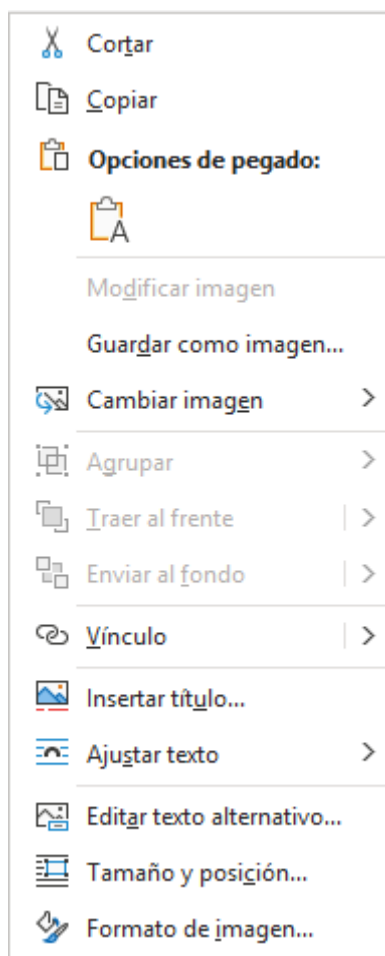 Cortar
Copiar
Opciones de pegado:
A
Modificar imagen
Guardar como imagen...
Cambiar imagen
Agrupar
Traer al frente
Enviar al fondo
Vínculo
Insertar título...
Ajustar texto
Editar texto alternativo...
Tamaño y posición...
Formato de imagen...